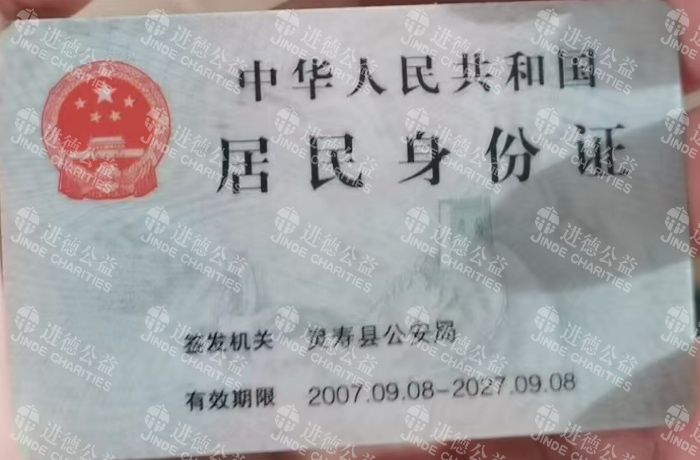 中华人民共和国
居民身份证
签发机关 灵寿县公安局
有效期限 2007.09.08-2027.09.08
进德公益
JINDE CHARITIES